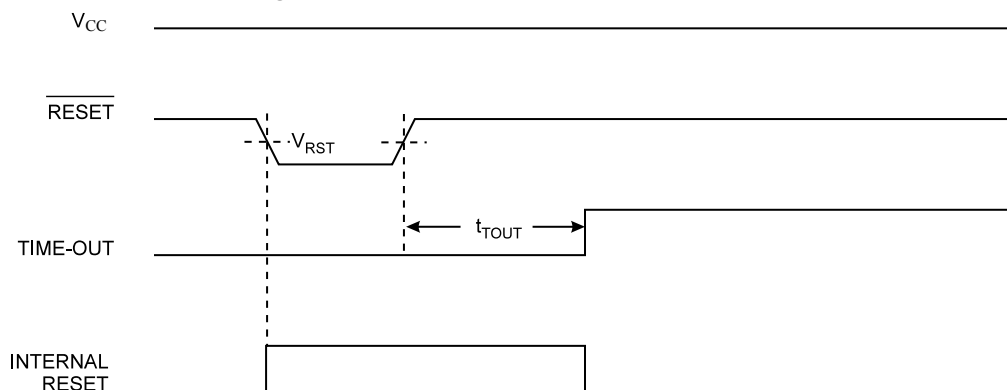 VCC
RESET
VRST
tTOUT
TIME-OUT
INTERNAL
RESET